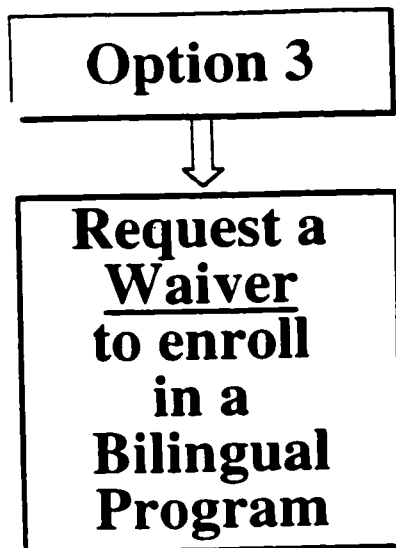 Option 3
Request a
Waiver
to enroll
in a
Bilingual
Program